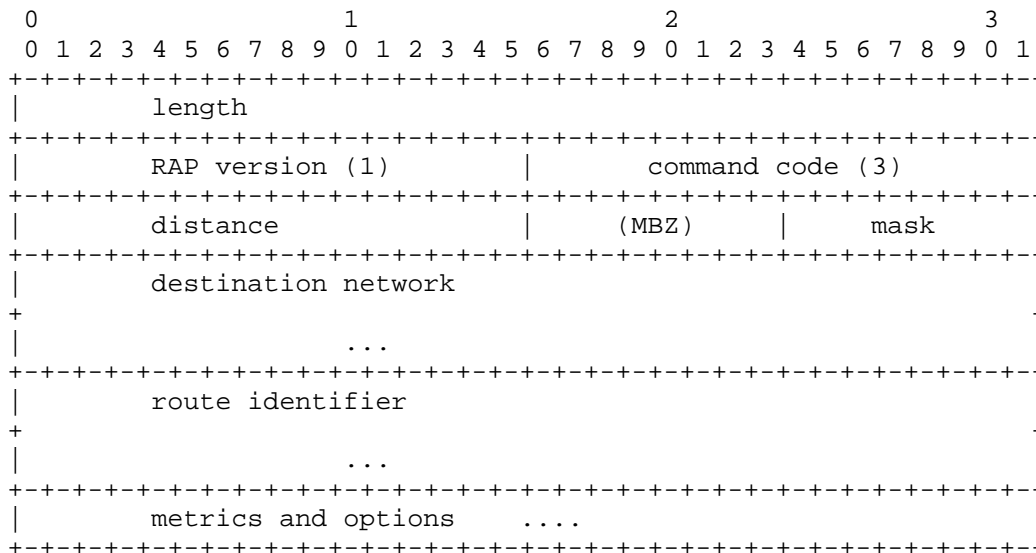 0                   1                   2                   3
0 1 2 3 4 5 6 7 8 9 0 1 2 3 4 5 6 7 8 9 0 1 2 3 4 5 6 7 8 9 0 1
+-+-+-+-+-+-+-+-+-+-+-+-+-+-+-+-+-+-+-+-+-+-+-+-+-+-+-+-+-+-+-+-
|       length
+-+-+-+-+-+-+-+-+-+-+-+-+-+-+-+-+-+-+-+-+-+-+-+-+-+-+-+-+-+-+-+-
|       RAP version (1)         |       command code (3)
+-+-+-+-+-+-+-+-+-+-+-+-+-+-+-+-+-+-+-+-+-+-+-+-+-+-+-+-+-+-+-+-
|       distance                |     (MBZ)     |    mask
+-+-+-+-+-+-+-+-+-+-+-+-+-+-+-+-+-+-+-+-+-+-+-+-+-+-+-+-+-+-+-+-
|       destination network
+                                                               -
|                    ...
+-+-+-+-+-+-+-+-+-+-+-+-+-+-+-+-+-+-+-+-+-+-+-+-+-+-+-+-+-+-+-+-
|       route identifier
+                                                               -
|                    ...
+-+-+-+-+-+-+-+-+-+-+-+-+-+-+-+-+-+-+-+-+-+-+-+-+-+-+-+-+-+-+-+-
|       metrics and options    ....
+-+-+-+-+-+-+-+-+-+-+-+-+-+-+-+-+-+-+-+-+-+-+-+-+-+-+-+-+-+-+-+-